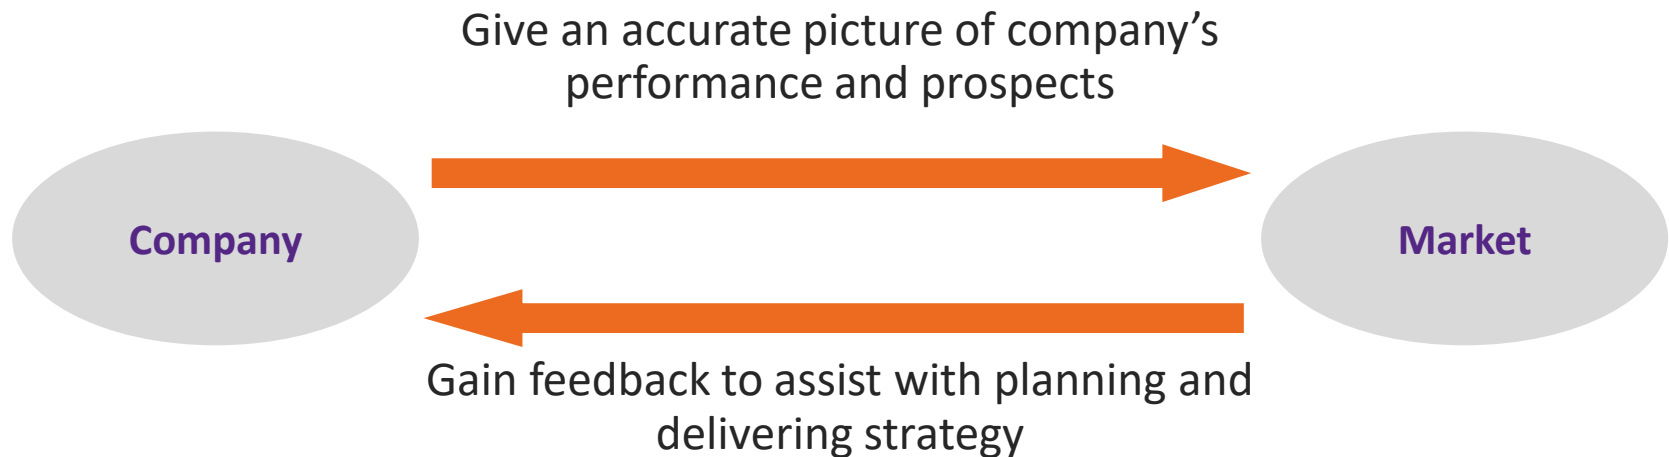 Give an accurate picture of company’s
performance and prospects
Company
Market
Gain feedback to assist with planning and
delivering strategy